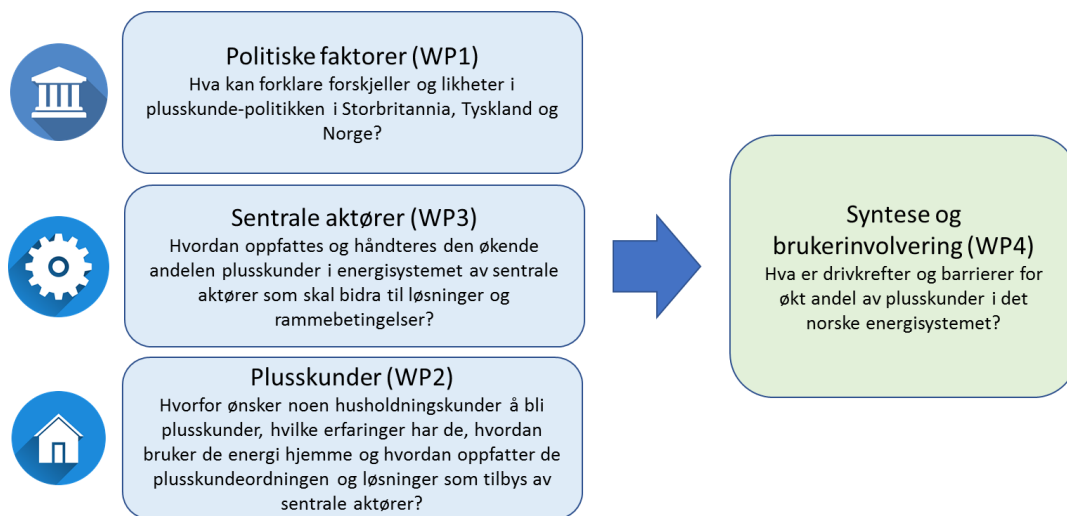 Politiske faktorer (WP1)
Hva kan forklare forskjeller og likheter i
plusskunde-politikken i Storbritannia, Tyskland og
Norge?
Sentrale aktører (WP3)
Hvordan oppfattes og håndteres den økende
andelen plusskunder i energisystemet av sentrale
aktører som skal bidra til løsninger og
rammebetingelser?
Plusskunder (WP2)
Hvorfor ønsker noen husholdningskunder å bli
plusskunder, hvilke erfaringer har de, hvordan
bruker de energi hjemme og hvordan oppfatter de
plusskundeordningen og løsninger som tilbys av
sentrale aktører?
Syntese og
brukerinvolvering (WP4)
Hva er drivkrefter og barrierer for
økt andel av plusskunder i det
norske energisystemet?